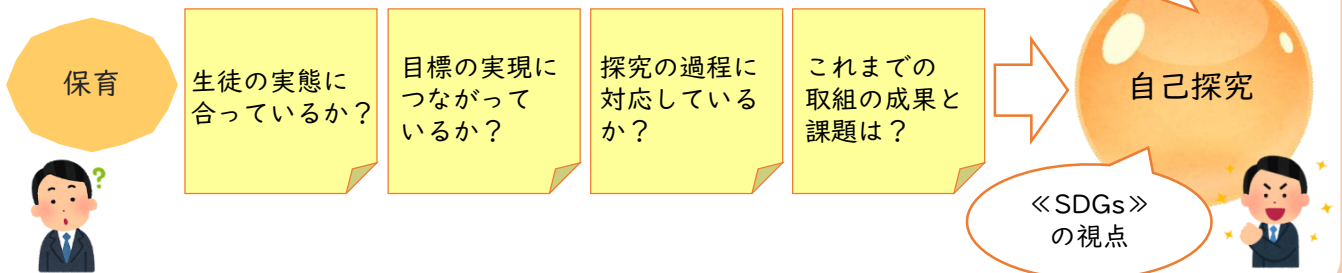 保育
生徒の実態に
合っているか？
目標の実現に
つながって
いるか？
探究の過程に
対応している
か？
これまでの
取組の成果と
課題は？
自己探究
≪SDGs≫
の視点
?